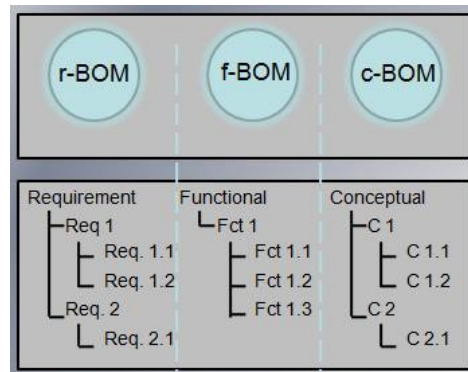 r-BOM
f-BOM
c-BOM
Requirement
Req 1
Req. 1.1
Req. 1.2
Req. 2
Req. 2.1
Functional
Fct 1
Fct 1.1
Fct 1.2
Fct 1.3
Conceptual
C 1
C 1.1
C 1.2
C 2
C 2.1